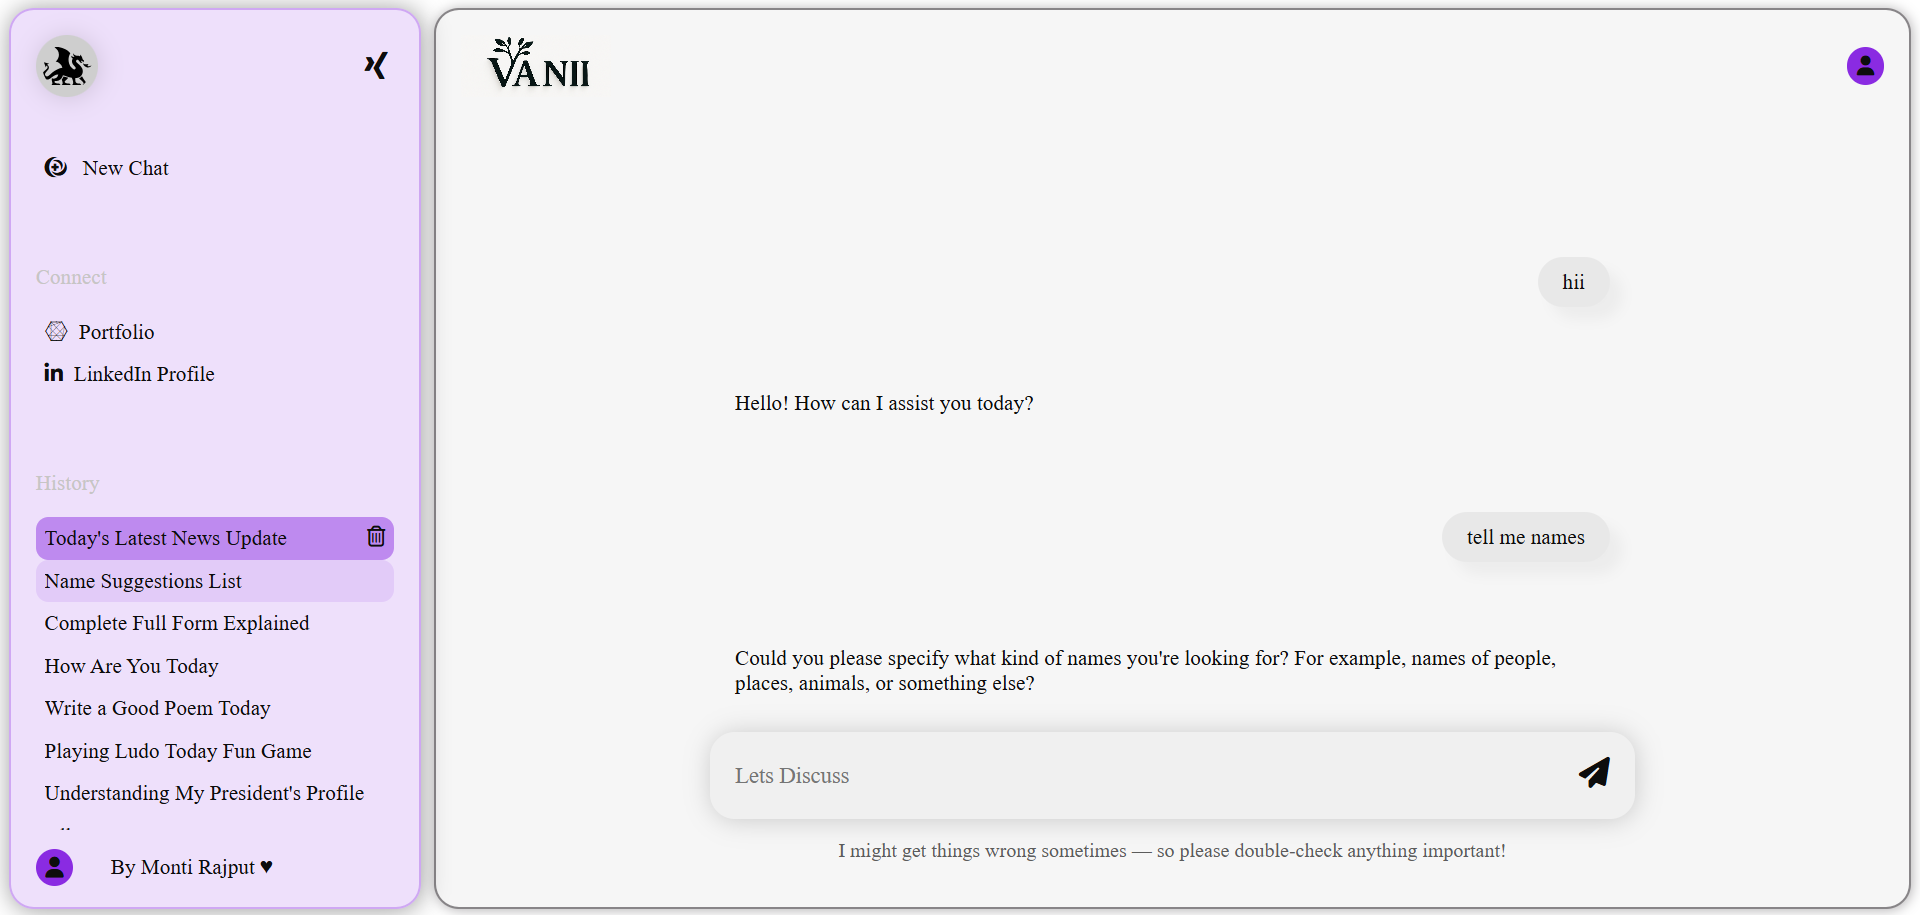 New Chat
Connect
Portfolio
in LinkedIn Profile
History
Today's Latest News Update
Name Suggestions List
Complete Full Form Explained
How Are You Today
Write a Good Poem Today
Playing Ludo Today Fun Game
Understanding My President's Profile
By Monti Rajput ♥
VANII
hii
Hello! How can I assist you today?
tell me names
Could you please specify what kind of names you're looking for? For example, names of people,
places, animals, or something else?
Lets Discuss
I might get things wrong sometimes — so please double-check anything important!